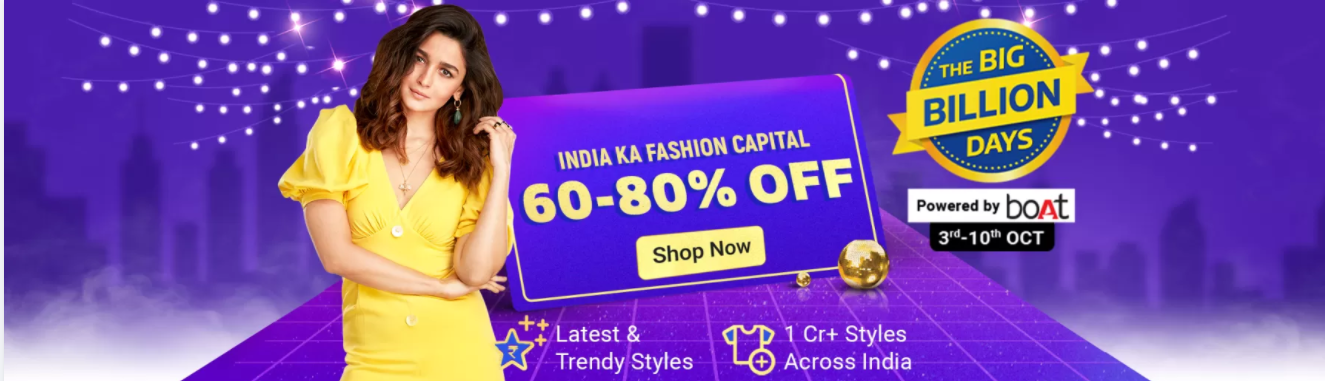 INDIA KA FASHION CAPITAL
60-80% OFF
Shop Now
Latest &
Trendy Styles
1 Cr+ Styles
Across India
THE BIG
BILLION
DAYS
Powered by boAt
3rd-10th OCT